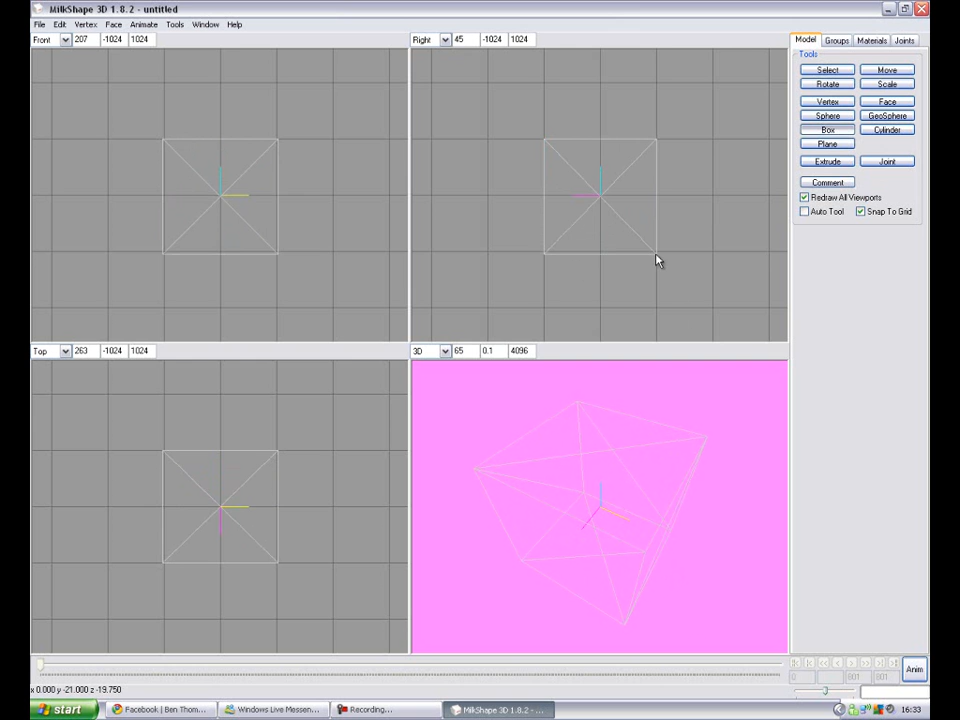 MilkShape 3D 1.8.2 - untitled
File Edit Vertex Face Animate Tools Window Help
Front 207 -1024 1024 Right 45 -1024 1024 Model Groups Materials Joints
Tools
Select Move
Rotate Scale
Vertex Face
Sphere GeoSphere
Box Cylinder
Plane
Extrude Joint
Comment
Redraw All Viewports
Auto Tool Snap To Grid
Top 263 -1024 1024 3D 65 0.1 4096
Anim
0 801 801
x 0.000 y -21.000 z -19.750
start Facebook | Ben Thom... Windows Live Messen... Recording... MilkShape 3D 1.8.2 - ... 16:33